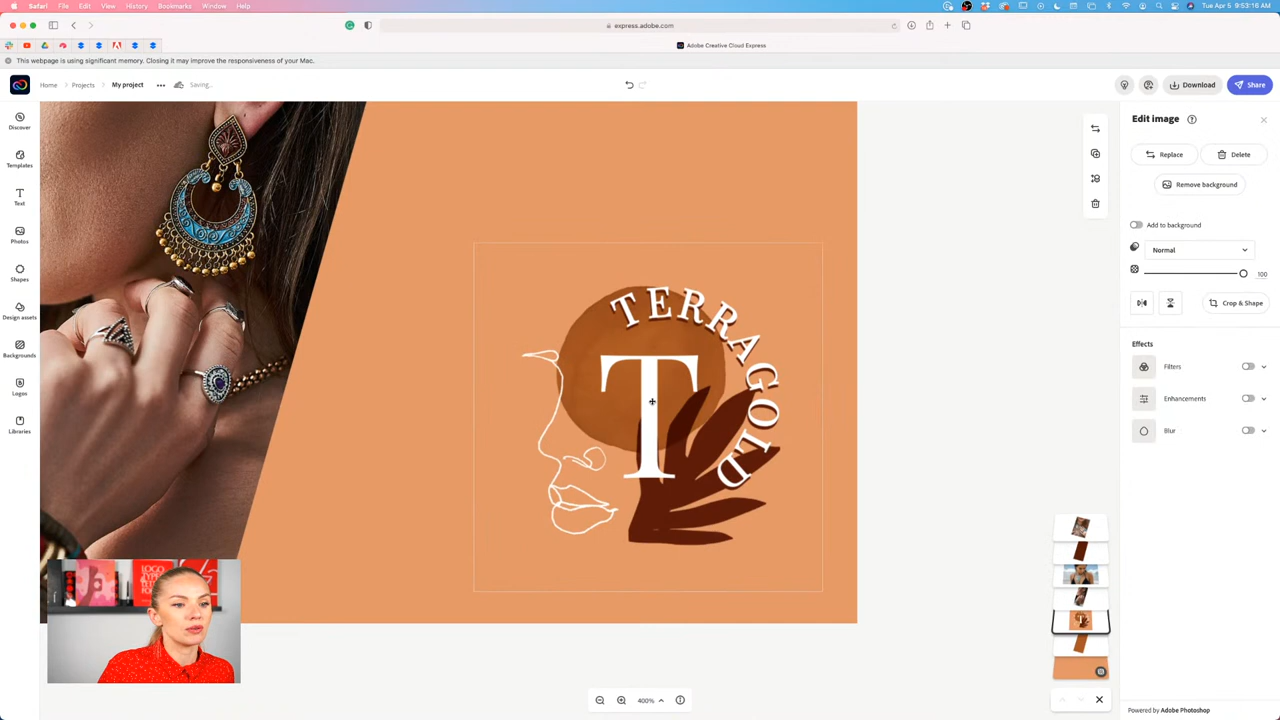 Safari File Edit View History Bookmarks Window Help
Tue Apr 5 9:53:16 AM
express.adobe.com
Adobe Creative Cloud Express
This webpage is using significant memory. Closing it may improve the responsiveness of your Mac.
Home Projects My project ••• Saving..
Download
Share
Discover
Templates
Text
Photos
Shapes
Design assets
Backgrounds
Logos
Libraries
TERRAGOLD
T
Edit image
Replace Delete
Remove background
Add to background
Normal
100
Crop & Shape
Effects
Filters
Enhancements
Blur
400%
Powered by Adobe Photoshop